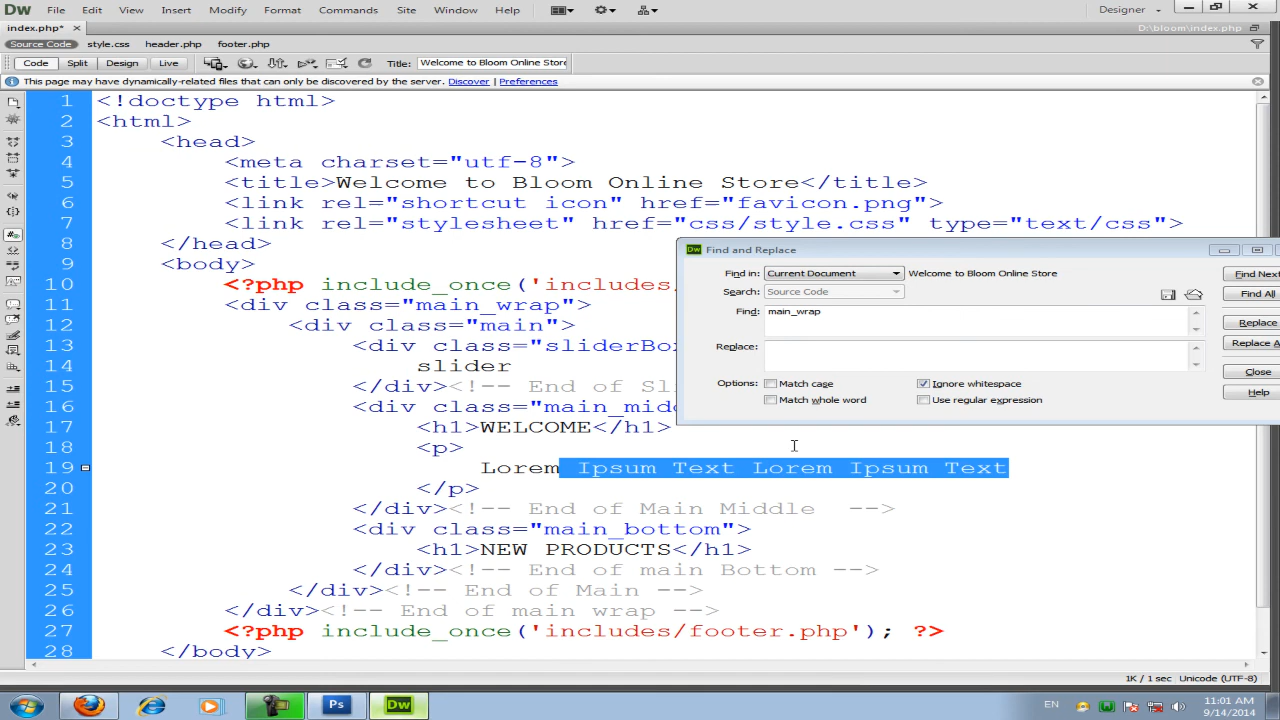 Dw File Edit View Insert Modify Format Commands Site Window Help Designer
index.php* D:\bloom\index.php
Source Code style.css header.php footer.php
Code Split Design Live Title: Welcome to Bloom Online Store
This page may have dynamically-related files that can only be discovered by the server. Discover Preferences
1 <!doctype html>
2 <html>
3 <head>
4 <meta charset="utf-8">
5 <title>Welcome to Bloom Online Store</title>
6 <link rel="shortcut icon" href="favicon.png">
7 <link rel="stylesheet" href="css/style.css" type="text/css">
8 </head>
9 <body>
10 <?php include_once('includes/
11 <div class="main_wrap">
12 <div class="main">
13 <div class="sliderBo
14 slider
15 </div><!-- End of Sl
16 <div class="main_midd
17 <h1>WELCOME</h1>
18 <p>
19 Lorem Ipsum Text Lorem Ipsum Text
20 </p>
21 </div><!-- End of Main Middle -->
22 <div class="main_bottom">
23 <h1>NEW PRODUCTS</h1>
24 </div><!-- End of main Bottom -->
25 </div><!-- End of Main -->
26 </div><!-- End of main wrap -->
27 <?php include_once('includes/footer.php'); ?>
28 </body>
Dw Find and Replace
Find in: Current Document Welcome to Bloom Online Store Find Next
Search: Source Code Find All
Find: main_wrap
Replace
Replace: Replace A
Close
Options: Match case Ignore whitespace
Match whole word Use regular expression Help
1K / 1 sec Unicode (UTF-8)
Ps Dw EN 11:01 AM
9/14/2014